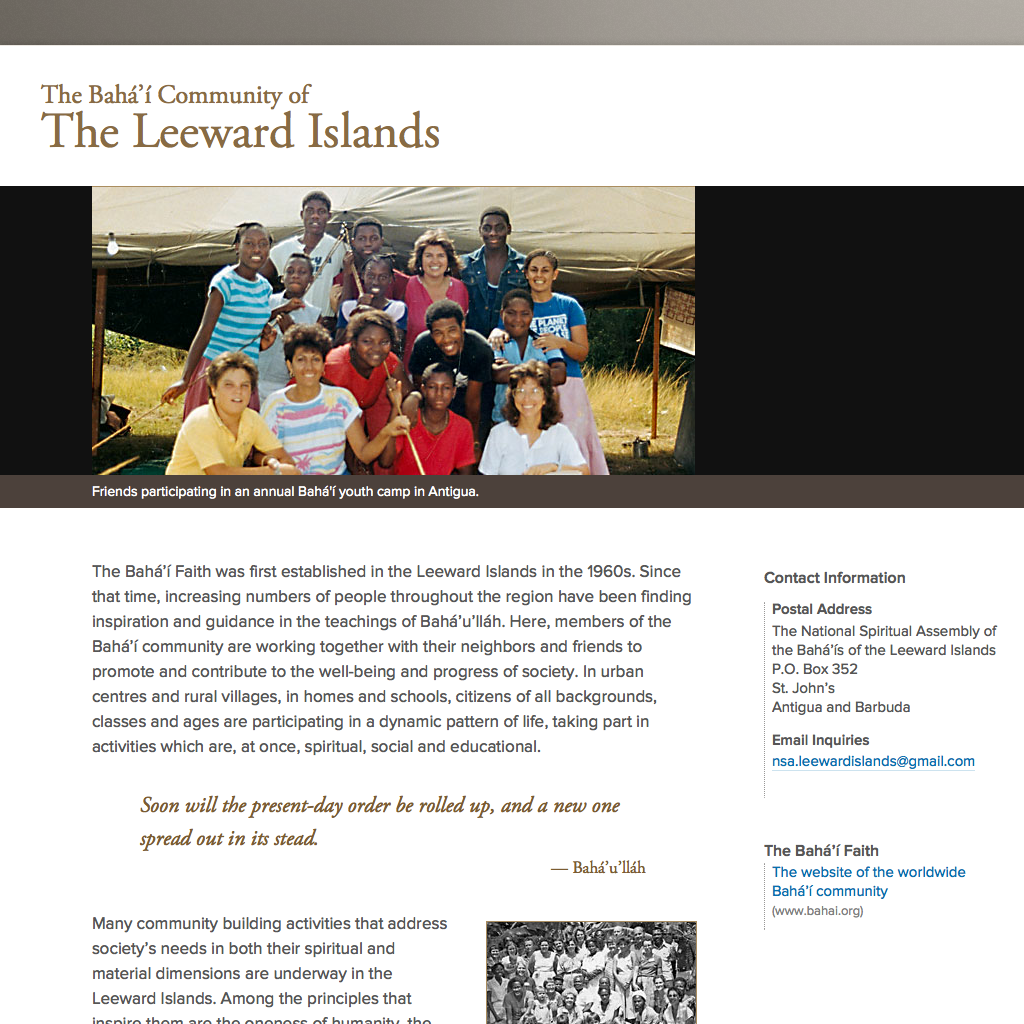 The Bahá’í Community of
The Leeward Islands
PLANET
PEOPLE
Friends participating in an annual Bahá’í youth camp in Antigua.
The Bahá’í Faith was first established in the Leeward Islands in the 1960s. Since
that time, increasing numbers of people throughout the region have been finding
inspiration and guidance in the teachings of Bahá’u’lláh. Here, members of the
Bahá’í community are working together with their neighbors and friends to
promote and contribute to the well-being and progress of society. In urban
centres and rural villages, in homes and schools, citizens of all backgrounds,
classes and ages are participating in a dynamic pattern of life, taking part in
activities which are, at once, spiritual, social and educational.
Soon will the present-day order be rolled up, and a new one
spread out in its stead.
— Bahá’u’lláh
Many community building activities that address
society’s needs in both their spiritual and
material dimensions are underway in the
Leeward Islands. Among the principles that
inspire them are the oneness of humanity, the
Contact Information
Postal Address
The National Spiritual Assembly of
the Bahá’ís of the Leeward Islands
P.O. Box 352
St. John’s
Antigua and Barbuda
Email Inquiries
nsa.leewardislands@gmail.com
The Bahá’í Faith
The website of the worldwide
Bahá’í community
(www.bahai.org)